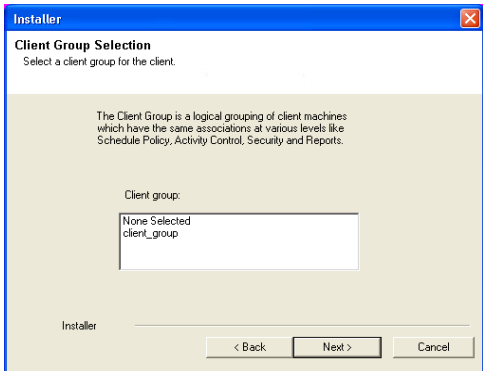 Installer
Client Group Selection
Select a client group for the client.
The Client Group is a logical grouping of client machines
which have the same associations at various levels like
Schedule Policy, Activity Control, Security and Reports.
Client group:
None Selected
client_group
Installer
< Back
Next >
Cancel